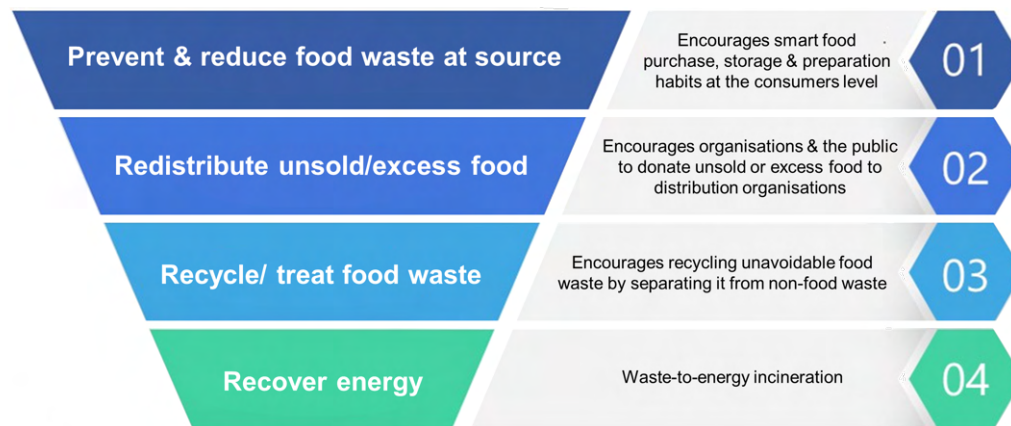 Prevent & reduce food waste at source
Encourages smart food
purchase, storage & preparation
habits at the consumers level
01
Redistribute unsold/excess food
Encourages organisations & the public
to donate unsold or excess food to
distribution organisations
02
Recycle/ treat food waste
Encourages recycling unavoidable food
waste by separating it from non-food waste
03
Recover energy
Waste-to-energy incineration
04